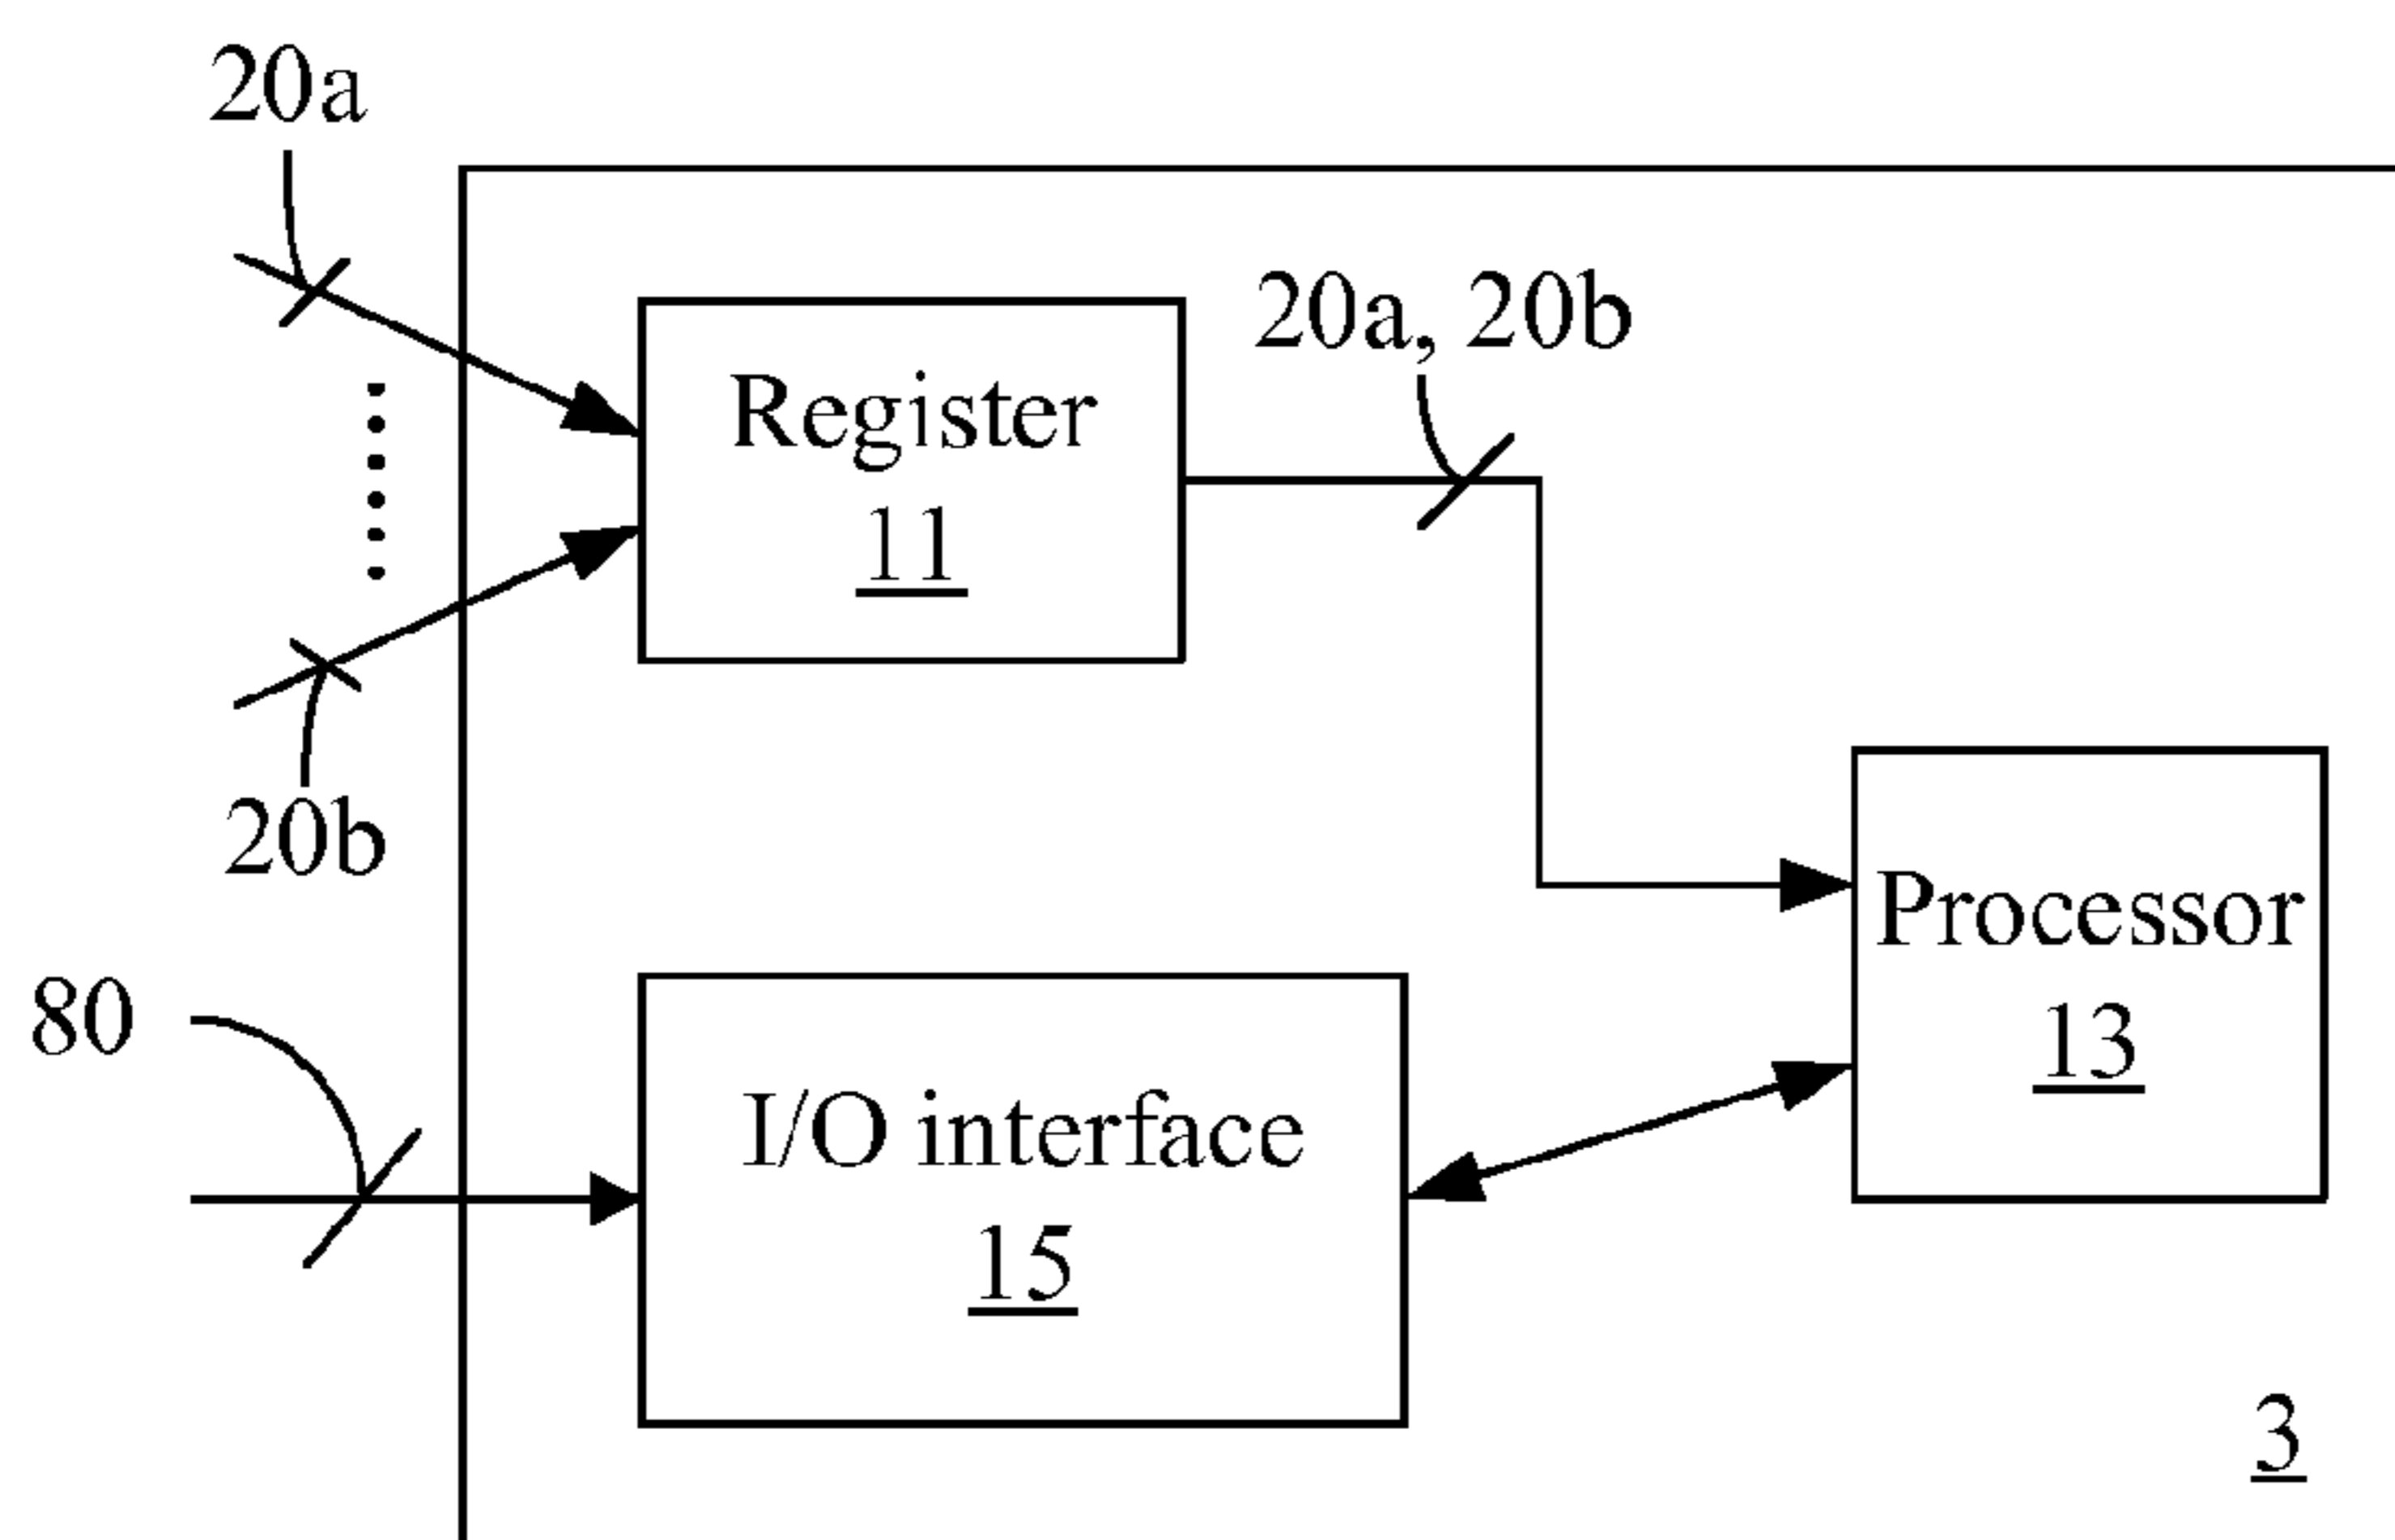 20a
20a, 20b
Register
11
20b
Processor
13
80
I/O interface
15
3